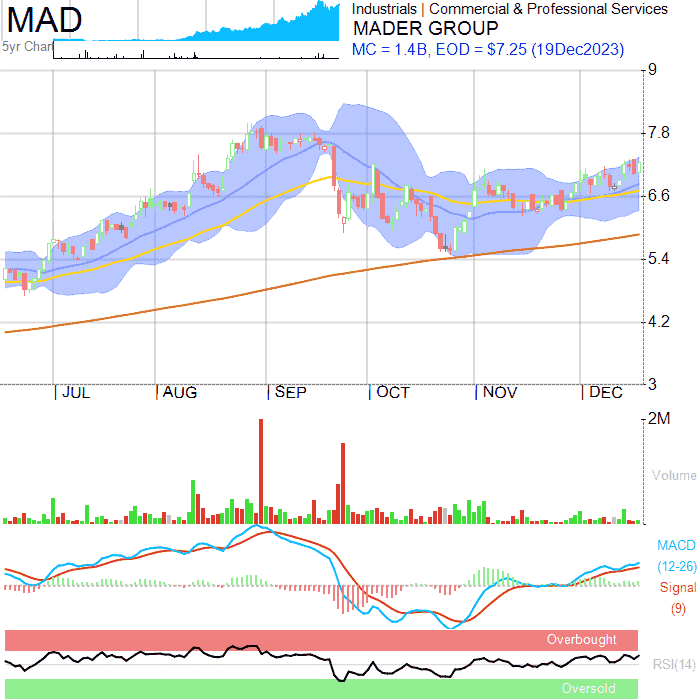 MAD
Industrials | Commercial & Professional Services
MADER GROUP
MC = 1.4B, EOD = $7.25 (19Dec2023)
5yr Chart
9
7.8
6.6
5.4
4.2
3
| JUL | AUG | SEP | OCT | NOV | DEC
2M
Volume
MACD
(12-26)
Signal
(9)
Overbought
RSI(14)
Oversold